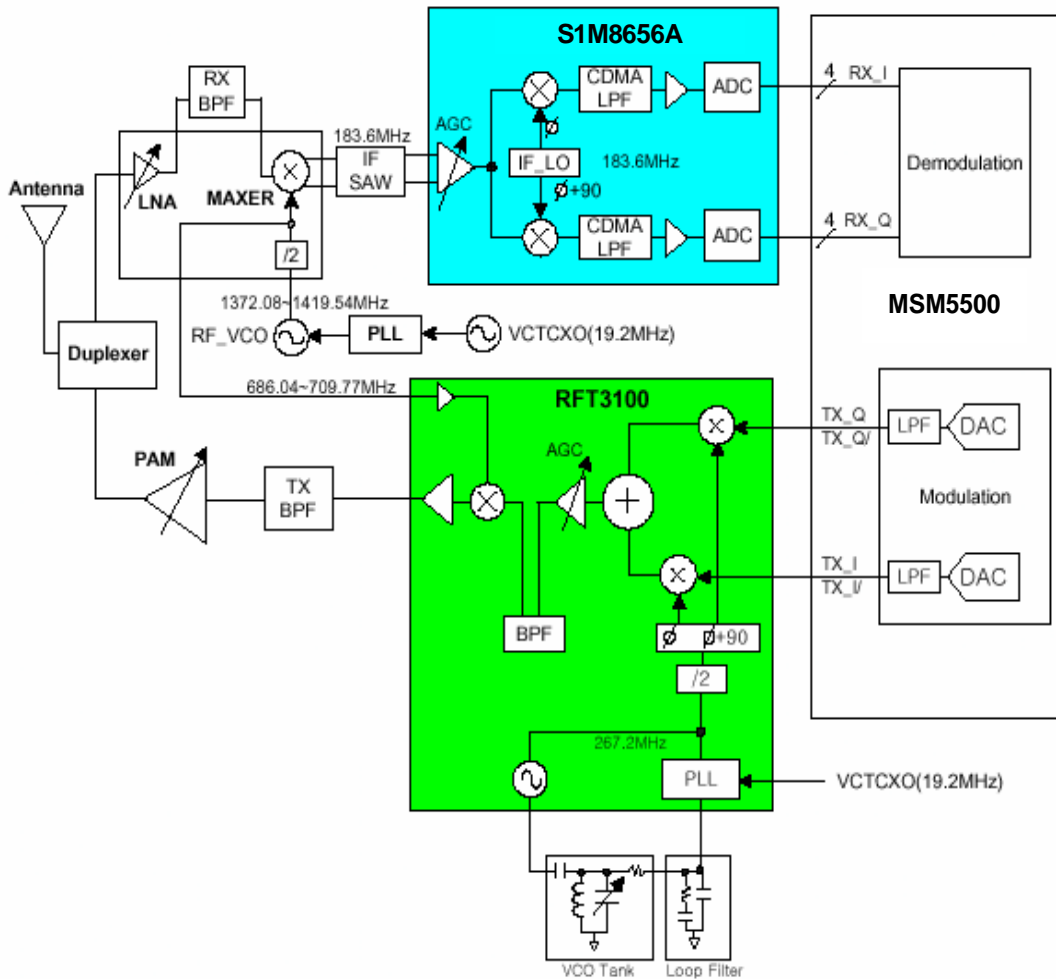 S1M8656A
RX
BPF
CDMA
LPF
ADC
4 RX_I
AGC
Ø
183.6MHz
IF
SAW
IF_LO
183.6MHz
Ø+90
Demodulation
Antenna
LNA
MAXER
CDMA
LPF
ADC
4 RX_Q
/2
1372.08~1419.54MHz
MSM5500
RF_VCO
PLL
VCTCXO(19.2MHz)
Duplexer
686.04~709.77MHz
RFT3100
TX_Q
TX_Q/
LPF
DAC
PAM
AGC
TX
BPF
Modulation
TX_I
TX_I/
LPF
DAC
BPF
Ø Ø+90
/2
267.2MHz
PLL
VCTCXO(19.2MHz)
VCO Tank
Loop Filter